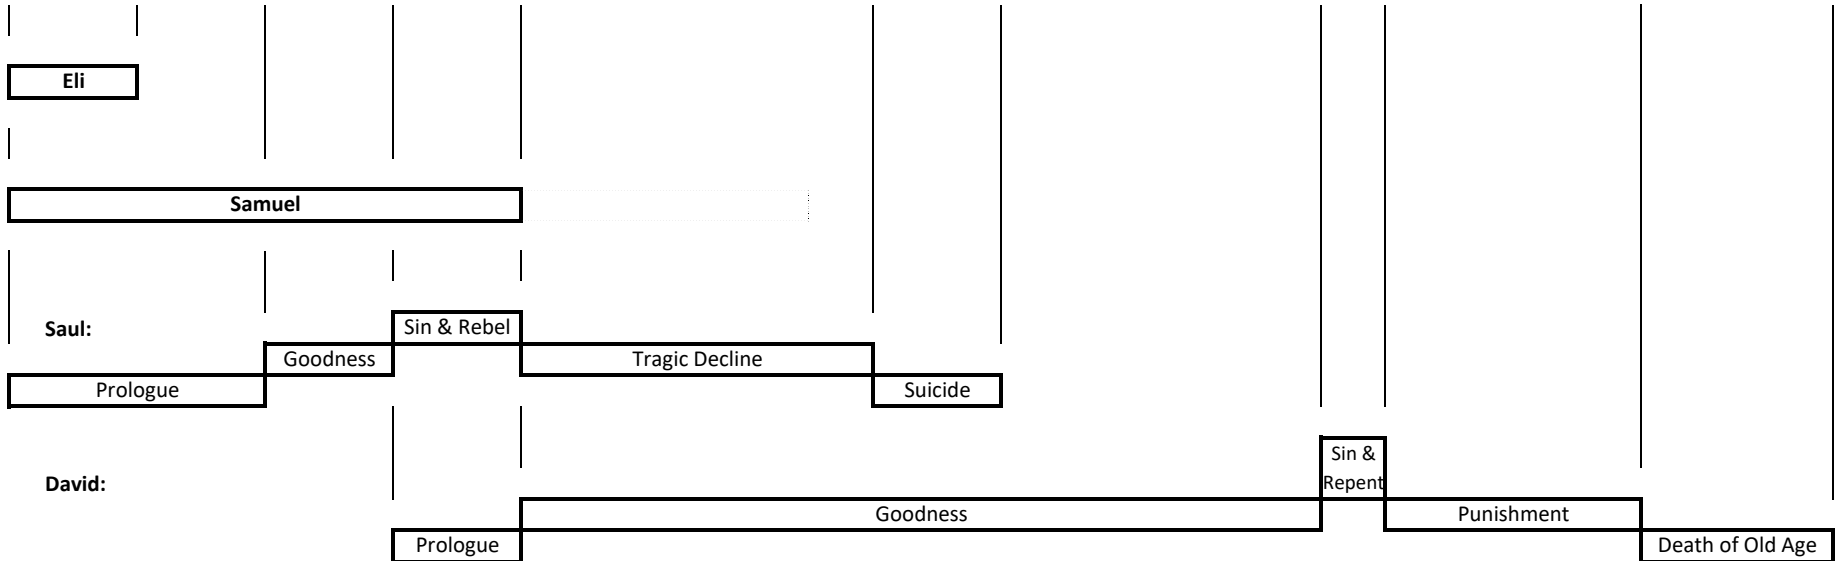 Eli
Samuel
Saul:
Sin & Rebel
Goodness
Tragic Decline
Prologue
Suicide
David:
Sin &
Repent
Goodness
Punishment
Prologue
Death of Old Age